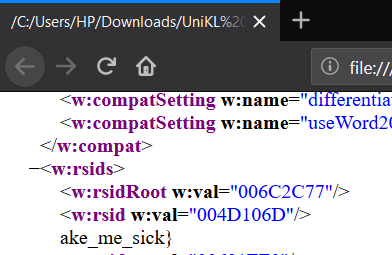 /C:/Users/HP/Downloads/UniKL%20
file:///
<w:compatSetting w:name="differentia
<w:compatSetting w:name="useWord20
</w:compat>
–<w:rsids>
<w:rsidRoot w:val="006C2C77"/>
<w:rsid w:val="004D106D"/>
ake_me_sick}